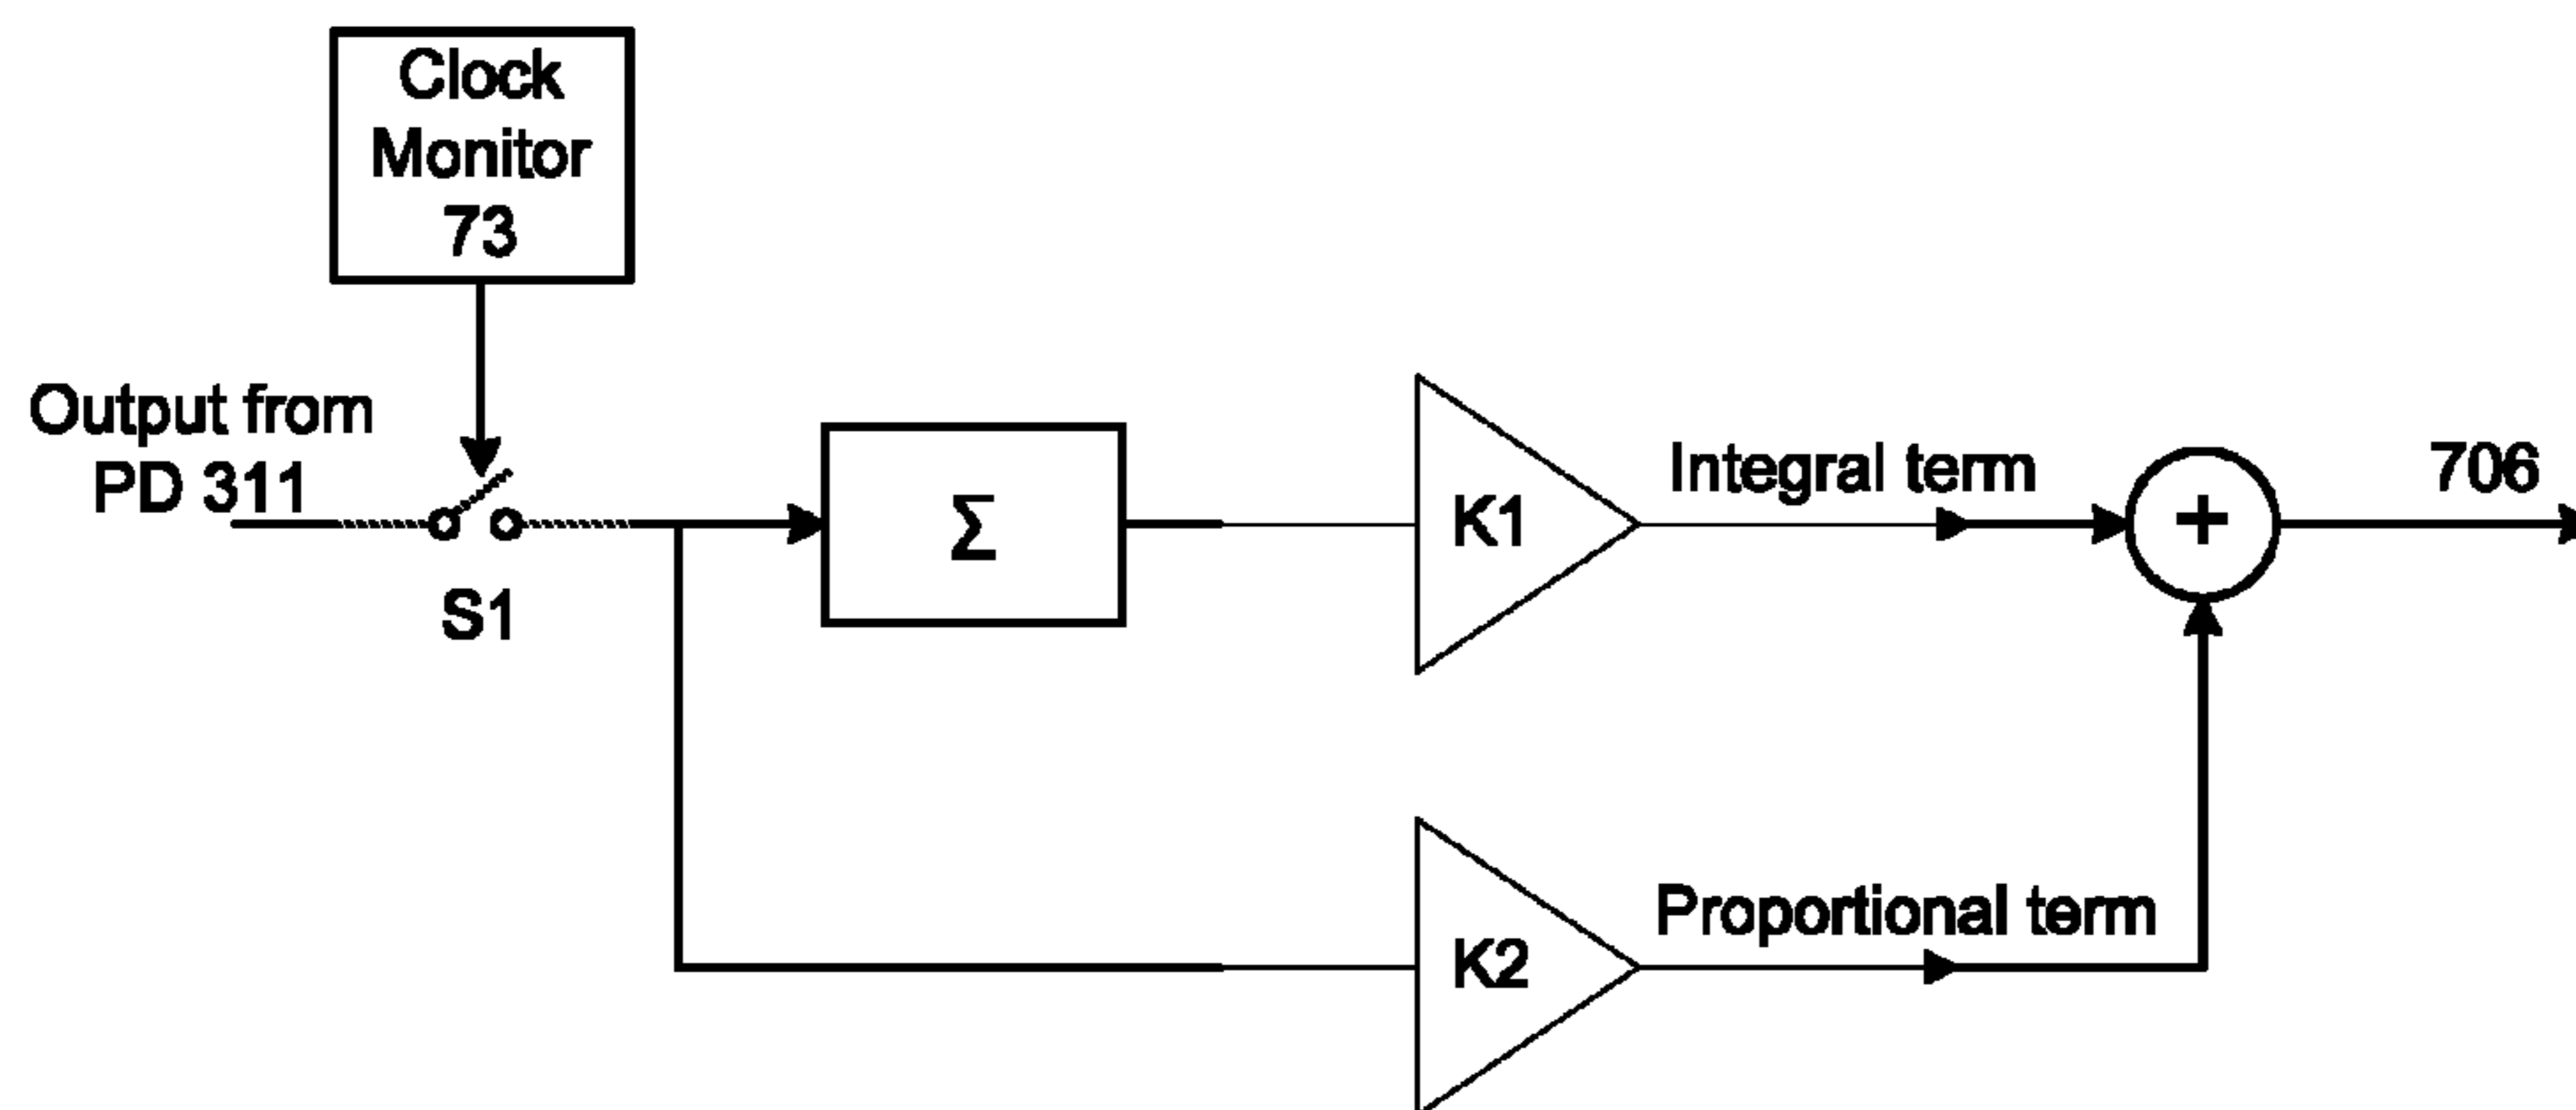 Clock
Monitor
73
Output from
PD 311
S1
Σ
K1
Integral term
+
706
K2
Proportional term